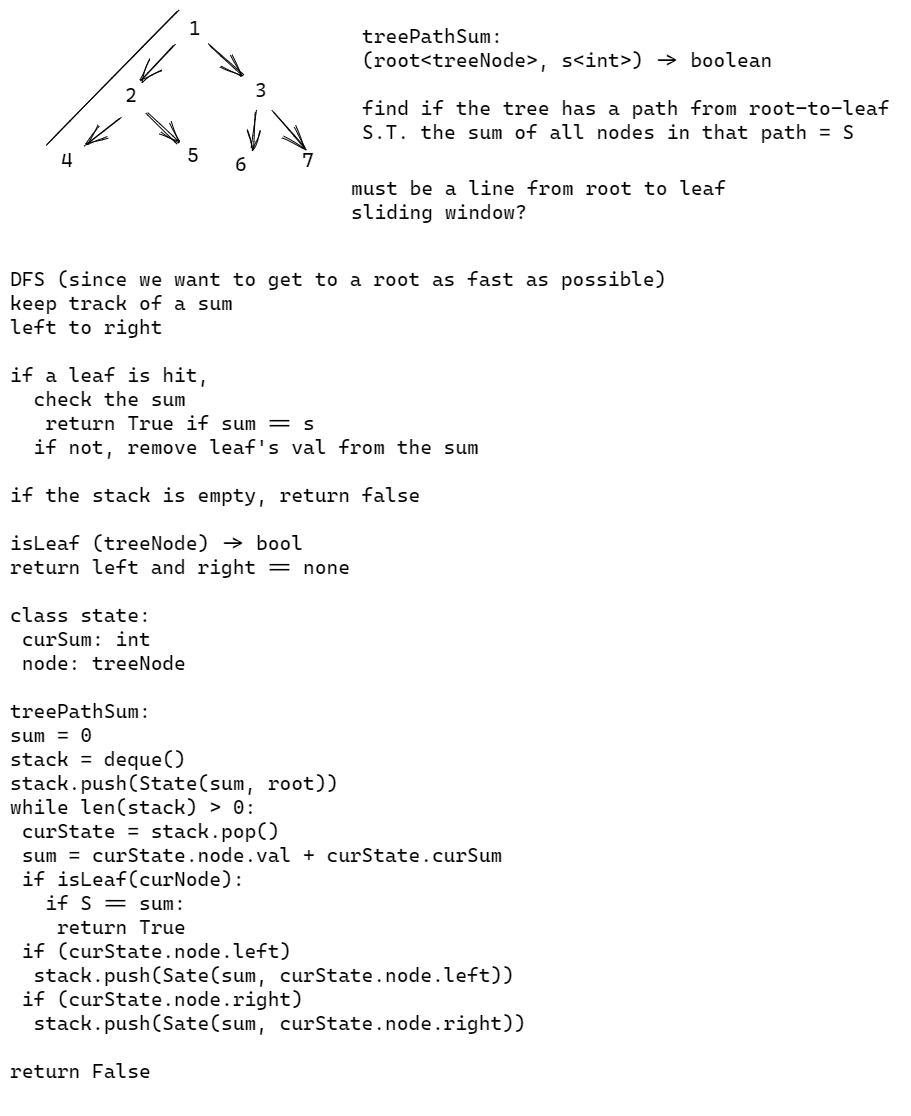 1
2
3
4
5
6
7
treePathSum:
(root<treeNode>, s<int>) → boolean
find if the tree has a path from root-to-leaf
S.T. the sum of all nodes in that path = S
must be a line from root to leaf
sliding window?
DFS (since we want to get to a root as fast as possible)
keep track of a sum
left to right
if a leaf is hit,
check the sum
return True if sum == s
if not, remove leaf's val from the sum
if the stack is empty, return false
isLeaf (treeNode) → bool
return left and right == none
class state:
curSum: int
node: treeNode
treePathSum:
sum = 0
stack = deque()
stack.push(State(sum, root))
while len(stack) > 0:
curState = stack.pop()
sum = curState.node.val + curState.curSum
if isLeaf(curNode):
if S == sum:
return True
if (curState.node.left)
stack.push(Sate(sum, curState.node.left))
if (curState.node.right)
stack.push(Sate(sum, curState.node.right))
return False